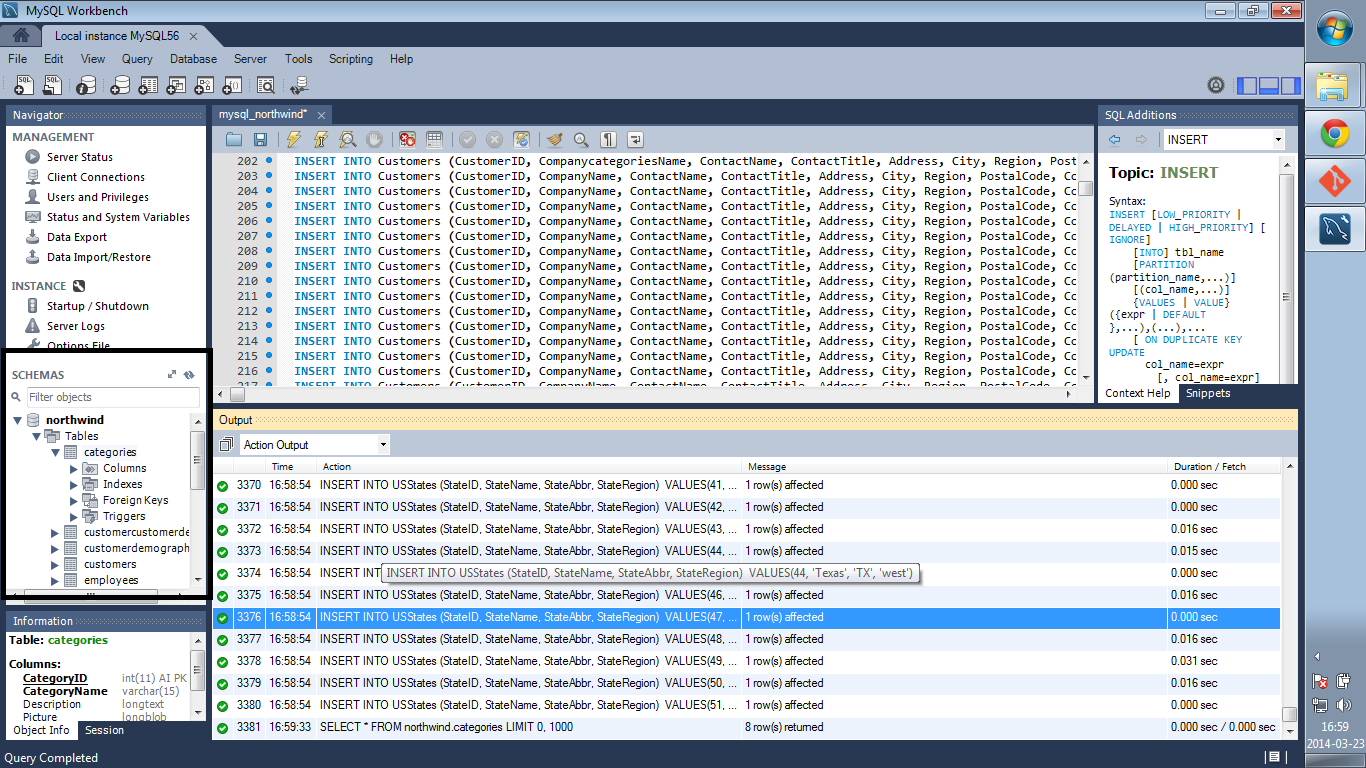 MySQL Workbench
Local instance MySQL56
File Edit View Query Database Server Tools Scripting Help
Navigator
MANAGEMENT
Server Status
Client Connections
Users and Privileges
Status and System Variables
Data Export
Data Import/Restore
INSTANCE
Startup / Shutdown
Server Logs
Options File
SCHEMAS
Filter objects
northwind
Tables
categories
Columns
Indexes
Foreign Keys
Triggers
customercustomerde
customerdemograph
customers
employees
Information
Table: categories
Columns:
CategoryID int(11) AI PK
CategoryName varchar(15)
Description longtext
Picture longblob
Object Info Session
Query Completed
mysql_northwind*
202 INSERT INTO Customers (CustomerID, CompanycategoriesName, ContactName, ContactTitle, Address, City, Region, Post
203 INSERT INTO Customers (CustomerID, CompanyName, ContactName, ContactTitle, Address, City, Region, PostalCode, Cc
204 INSERT INTO Customers (CustomerID, CompanyName, ContactName, ContactTitle, Address, City, Region, PostalCode, Cc
205 INSERT INTO Customers (CustomerID, CompanyName, ContactName, ContactTitle, Address, City, Region, PostalCode, Cc
206 INSERT INTO Customers (CustomerID, CompanyName, ContactName, ContactTitle, Address, City, Region, PostalCode, Cc
207 INSERT INTO Customers (CustomerID, CompanyName, ContactName, ContactTitle, Address, City, Region, PostalCode, Cc
208 INSERT INTO Customers (CustomerID, CompanyName, ContactName, ContactTitle, Address, City, Region, PostalCode, Cc
209 INSERT INTO Customers (CustomerID, CompanyName, ContactName, ContactTitle, Address, City, Region, PostalCode, Cc
210 INSERT INTO Customers (CustomerID, CompanyName, ContactName, ContactTitle, Address, City, Region, PostalCode, Cc
211 INSERT INTO Customers (CustomerID, CompanyName, ContactName, ContactTitle, Address, City, Region, PostalCode, Cc
212 INSERT INTO Customers (CustomerID, CompanyName, ContactName, ContactTitle, Address, City, Region, PostalCode, Cc
213 INSERT INTO Customers (CustomerID, CompanyName, ContactName, ContactTitle, Address, City, Region, PostalCode, Cc
214 INSERT INTO Customers (CustomerID, CompanyName, ContactName, ContactTitle, Address, City, Region, PostalCode, Cc
215 INSERT INTO Customers (CustomerID, CompanyName, ContactName, ContactTitle, Address, City, Region, PostalCode, Cc
216 INSERT INTO Customers (CustomerID, CompanyName, ContactName, ContactTitle, Address, City, Region, PostalCode, Cc
217 INSERT INTO Customers (CustomerID, CompanyName, ContactName, ContactTitle, Address, City, Region, PostalCode, Cc
SQL Additions
INSERT
Topic: INSERT
Syntax:
INSERT [LOW_PRIORITY |
DELAYED | HIGH_PRIORITY] [
IGNORE]
[INTO] tbl_name
[PARTITION
(partition_name,...)]
[(col_name,...)]
{VALUES | VALUE}
({expr | DEFAULT
},...),(...),...
[ ON DUPLICATE KEY
UPDATE
col_name=expr
[, col_name=expr]
Context Help Snippets
Output
Action Output
Time Action Message Duration / Fetch
3370 16:58:54 INSERT INTO USStates (StateID, StateName, StateAbbr, StateRegion) VALUES(41, ... 1 row(s) affected 0.000 sec
3371 16:58:54 INSERT INTO USStates (StateID, StateName, StateAbbr, StateRegion) VALUES(42, ... 1 row(s) affected 0.000 sec
3372 16:58:54 INSERT INTO USStates (StateID, StateName, StateAbbr, StateRegion) VALUES(43, ... 1 row(s) affected 0.016 sec
3373 16:58:54 INSERT INTO USStates (StateID, StateName, StateAbbr, StateRegion) VALUES(44, ... 1 row(s) affected 0.015 sec
3374 16:58:54 INSERT INT 0.000 sec
INSERT INTO USStates (StateID, StateName, StateAbbr, StateRegion) VALUES(44, 'Texas', 'TX', 'west')
3375 16:58:54 INSERT INTO USStates (StateID, StateName, StateAbbr, StateRegion) VALUES(46, ... 1 row(s) affected 0.016 sec
3376 16:58:54 INSERT INTO USStates (StateID, StateName, StateAbbr, StateRegion) VALUES(47, ... 1 row(s) affected 0.000 sec
3377 16:58:54 INSERT INTO USStates (StateID, StateName, StateAbbr, StateRegion) VALUES(48, ... 1 row(s) affected 0.016 sec
3378 16:58:54 INSERT INTO USStates (StateID, StateName, StateAbbr, StateRegion) VALUES(49, ... 1 row(s) affected 0.031 sec
3379 16:58:54 INSERT INTO USStates (StateID, StateName, StateAbbr, StateRegion) VALUES(50, ... 1 row(s) affected 0.016 sec
3380 16:58:54 INSERT INTO USStates (StateID, StateName, StateAbbr, StateRegion) VALUES(51, ... 1 row(s) affected 0.000 sec
3381 16:59:33 SELECT * FROM northwind.categories LIMIT 0, 1000 8 row(s) returned 0.000 sec / 0.000 sec
16:59
2014-03-23